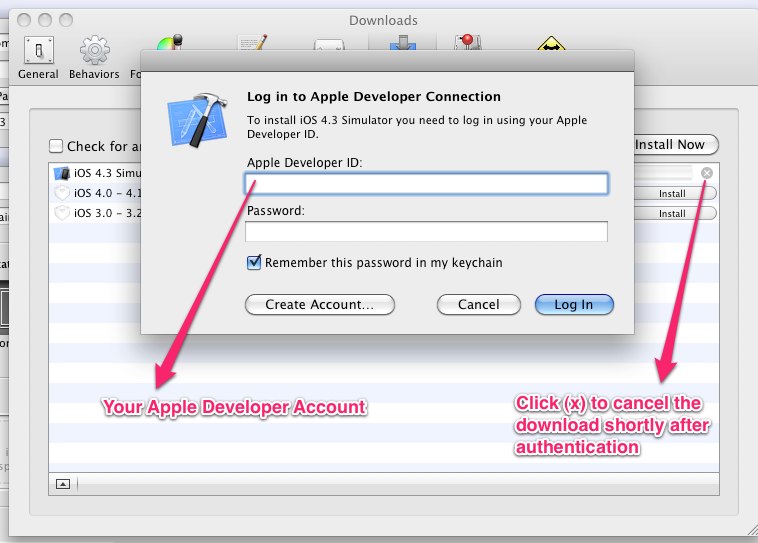 Downloads
General
Behaviors
Fo
Log in to Apple Developer Connection
To install iOS 4.3 Simulator you need to log in using your Apple
Developer ID.
Check for a
Install Now
Apple Developer ID:
iOS 4.3 Simu
iOS 4.0 - 4.1
Install
iOS 3.0 - 3.2
Install
Password:
Remember this password in my keychain
Create Account...
Cancel
Log In
Your Apple Developer Account
Click (x) to cancel the
download shortly after
authentication